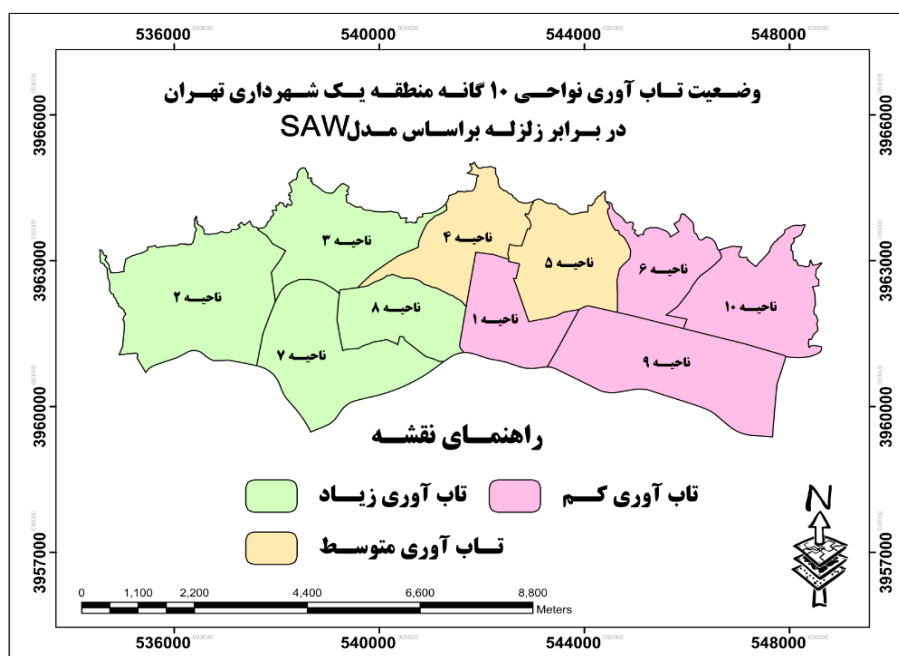 536000 540000 544000 548000
وضعیت تاب آوری نواحی ۱۰ گانه منطقه یک شهرداری تهران
در برابر زلزله براساس مدل SAW
3966000 3966000
3963000 3963000
3960000 3960000
3957000 3957000
ناحیه ۳
ناحیه ۴
ناحیه ۵
ناحیه ۶
ناحیه ۲
ناحیه ۸
ناحیه ۱
ناحیه ۱۰
ناحیه ۷
ناحیه ۹
راهنمای نقشه
تاب آوری کم
تاب آوری زیاد
تاب آوری متوسط
N
0 1,100 2,200 4,400 6,600 8,800
Meters
536000 540000 544000 548000